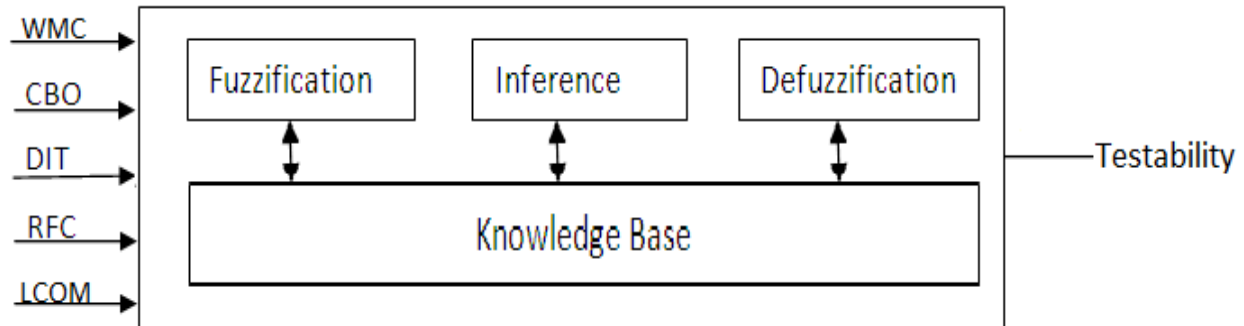 WMC
CBO
DIT
RFC
LCOM
Fuzzification
Inference
Defuzzification
Knowledge Base
Testability